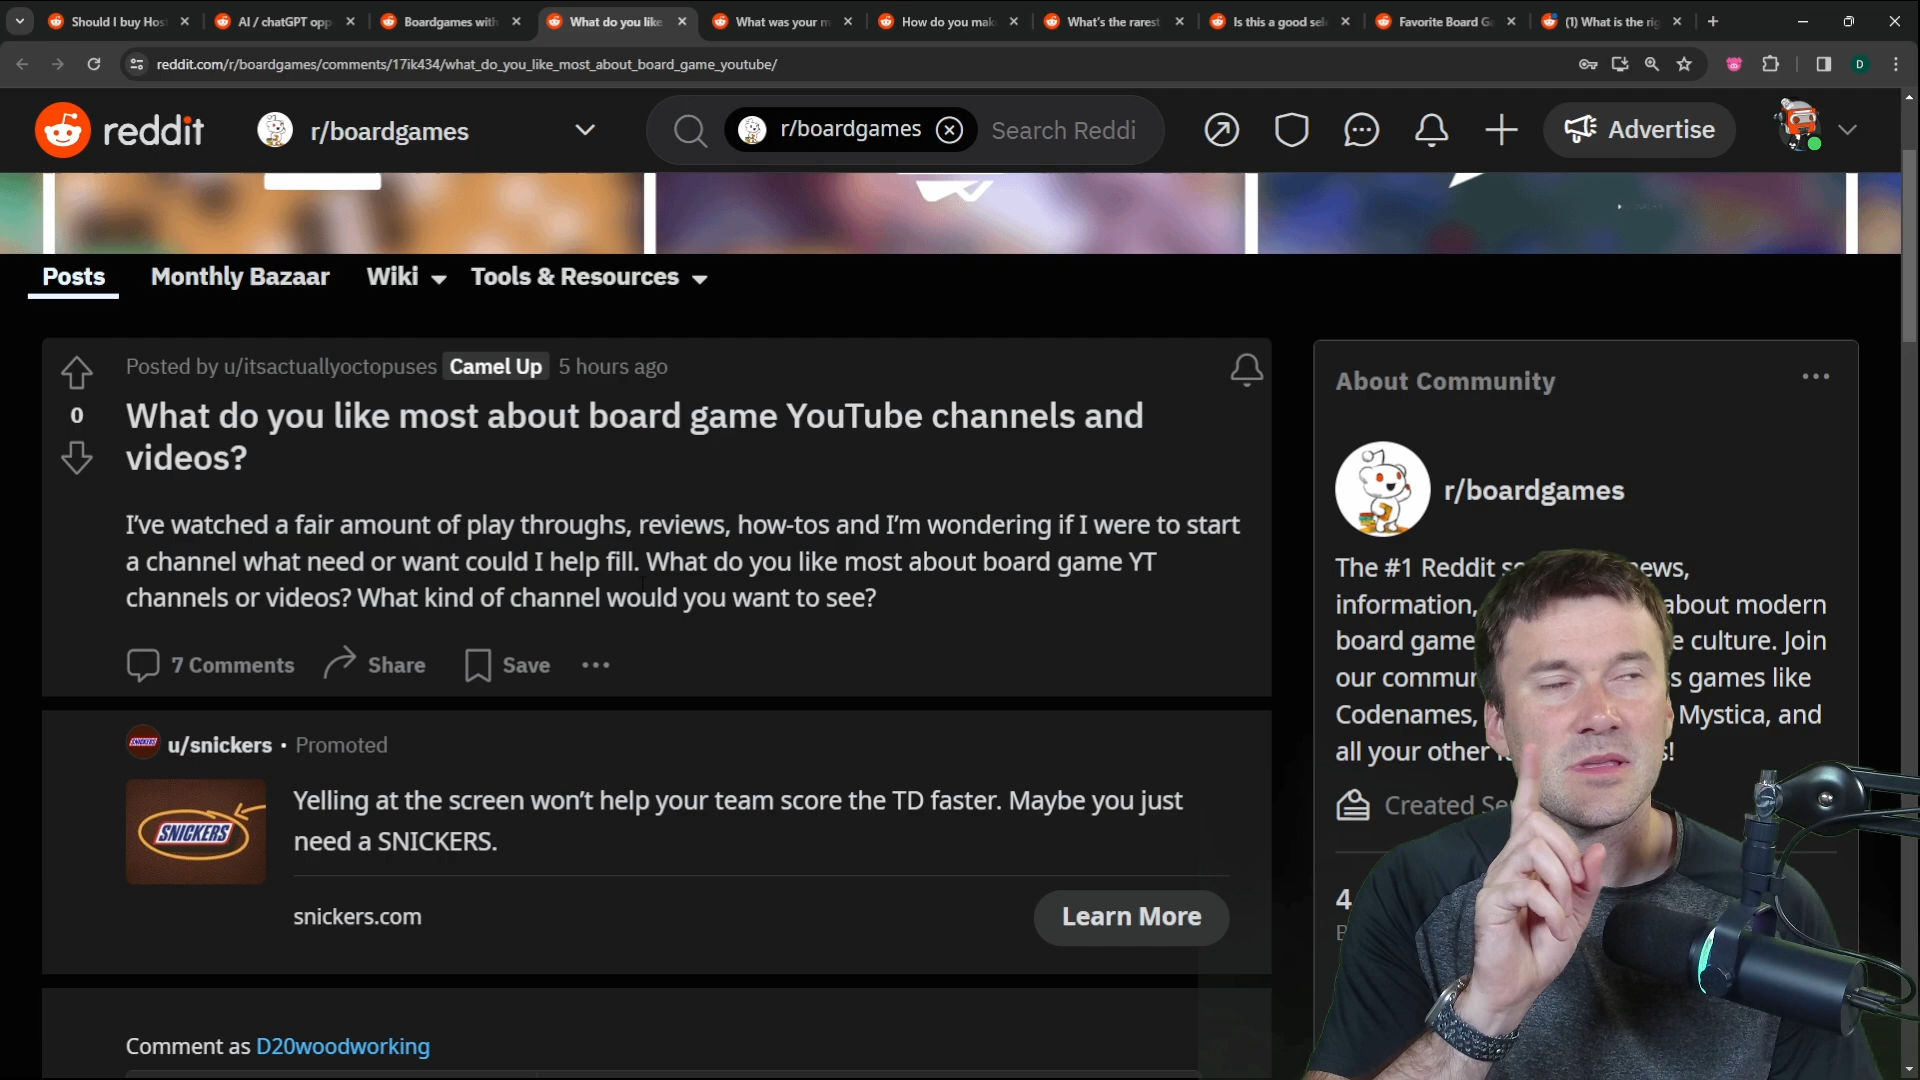 Should I buy Hos
AI / chatGPT opp
Boardgames with
What do you like
What was your m
How do you mak
What's the rarest
Is this a good sel
Favorite Board G
(1) What is the rig
reddit.com/r/boardgames/comments/17ik434/what_do_you_like_most_about_board_game_youtube/
D
reddit
r/boardgames
r/boardgames
Search Reddi
Advertise
Posts
Monthly Bazaar
Wiki
Tools & Resources
Posted by u/itsactuallyoctopuses Camel Up 5 hours ago
0
What do you like most about board game YouTube channels and
videos?
I've watched a fair amount of play throughs, reviews, how-tos and I'm wondering if I were to start
a channel what need or want could I help fill. What do you like most about board game YT
channels or videos? What kind of channel would you want to see?
7 Comments
Share
Save
u/snickers • Promoted
SNICKERS
Yelling at the screen won't help your team score the TD faster. Maybe you just
need a SNICKERS.
snickers.com
Learn More
Comment as D20woodworking
About Community
r/boardgames
The #1 Reddit ews,
information, about modern
board game e culture. Join
our commu s games like
Codenames, Mystica, and
all your other !
Created Se
4